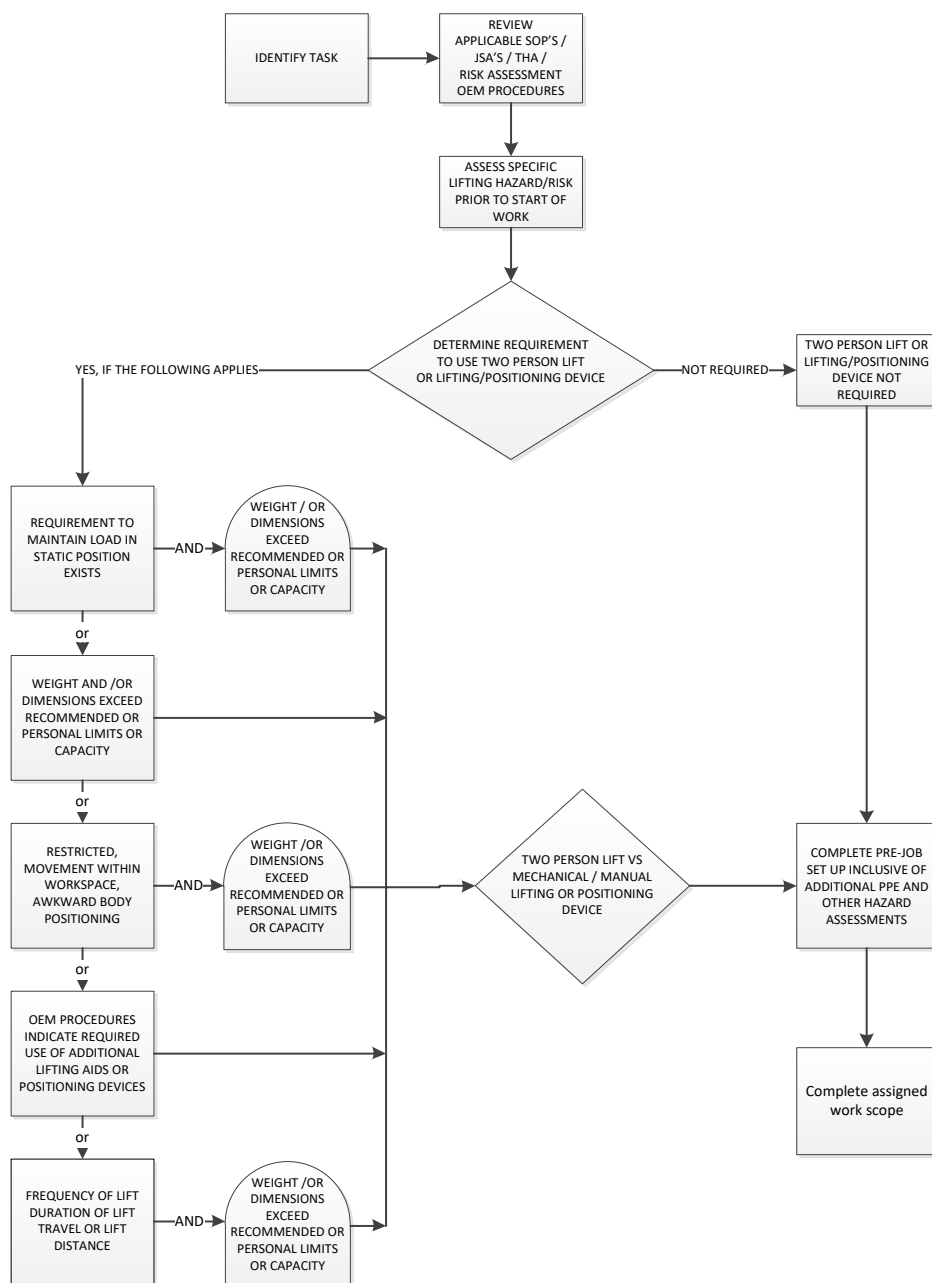 IDENTIFY TASK
REVIEW
APPLICABLE SOP'S /
JSA'S / THA /
RISK ASSESSMENT
OEM PROCEDURES
ASSESS SPECIFIC
LIFTING HAZARD/RISK
PRIOR TO START OF
WORK
DETERMINE REQUIREMENT
TO USE TWO PERSON LIFT
OR LIFTING/POSITIONING DEVICE
YES, IF THE FOLLOWING APPLIES
NOT REQUIRED
TWO PERSON LIFT OR
LIFTING/POSITIONING
DEVICE NOT
REQUIRED
REQUIREMENT TO
MAINTAIN LOAD IN
STATIC POSITION
EXISTS
AND
WEIGHT / OR
DIMENSIONS
EXCEED
RECOMMENDED OR
PERSONAL LIMITS
OR CAPACITY
or
WEIGHT AND /OR
DIMENSIONS EXCEED
RECOMMENDED OR
PERSONAL LIMITS OR
CAPACITY
or
RESTRICTED,
MOVEMENT WITHIN
WORKSPACE,
AWKWARD BODY
POSITIONING
AND
WEIGHT /OR
DIMENSIONS
EXCEED
RECOMMENDED OR
PERSONAL LIMITS
OR CAPACITY
TWO PERSON LIFT VS
MECHANICAL / MANUAL
LIFTING OR POSITIONING
DEVICE
COMPLETE PRE-JOB
SET UP INCLUSIVE OF
ADDITIONAL PPE AND
OTHER HAZARD
ASSESSMENTS
or
OEM PROCEDURES
INDICATE REQUIRED
USE OF ADDITIONAL
LIFTING AIDS OR
POSITIONING DEVICES
Complete assigned
work scope
or
FREQUENCY OF LIFT
DURATION OF LIFT
TRAVEL OR LIFT
DISTANCE
AND
WEIGHT /OR
DIMENSIONS
EXCEED
RECOMMENDED OR
PERSONAL LIMITS
OR CAPACITY